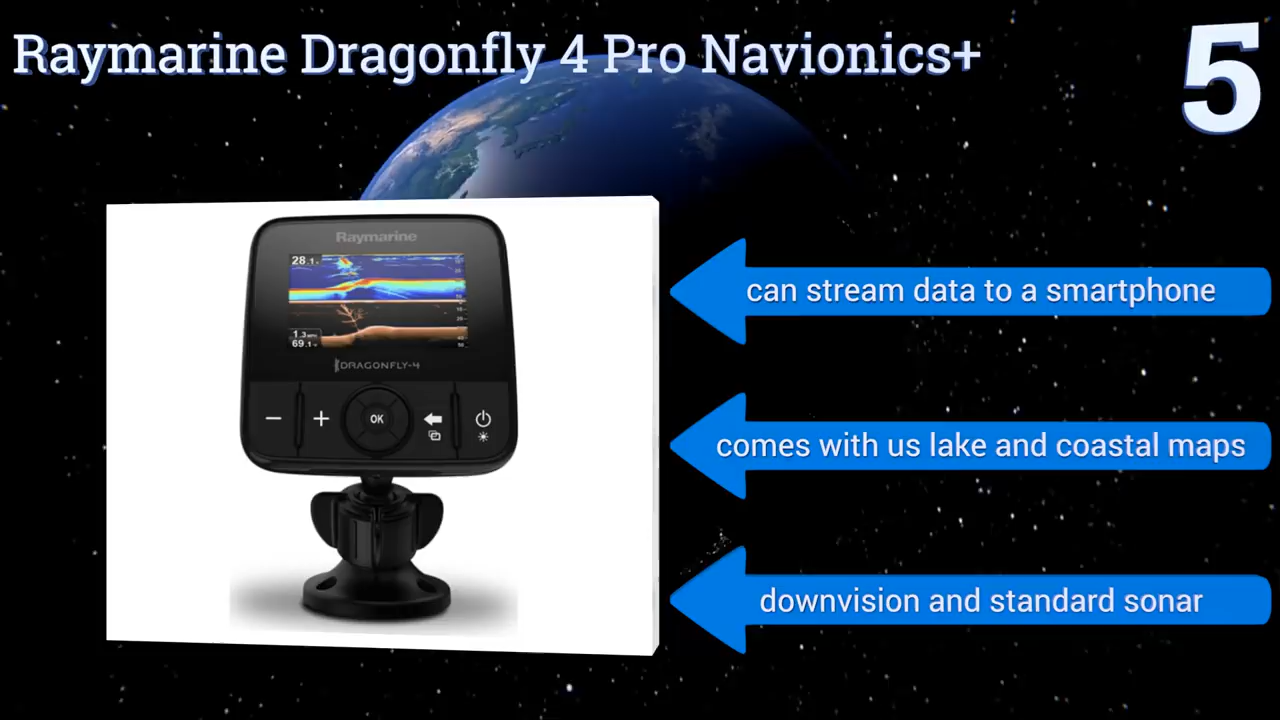 Raymarine Dragonfly 4 Pro Navionics+
5
Raymarine
28.1
1.3
69.1
DRAGONFLY-4
OK
can stream data to a smartphone
comes with us lake and coastal maps
downvision and standard sonar